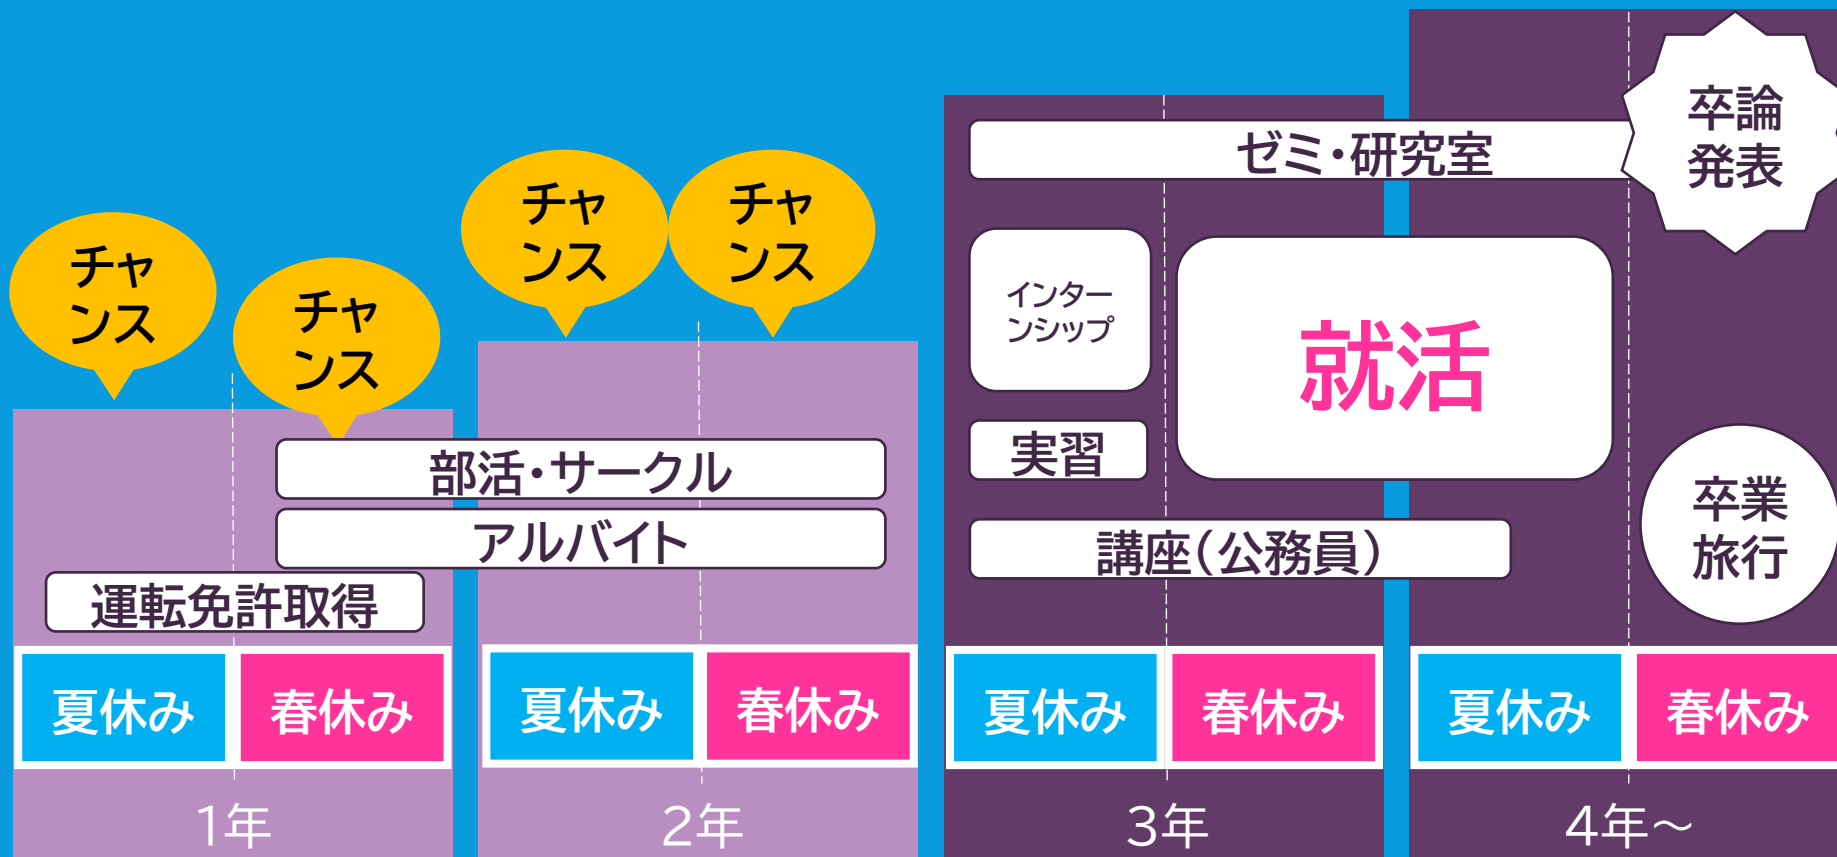 卒論
発表
ゼミ・研究室
チャ
ンス
チャ
ンス
チャ
ンス
チャ
ンス
インター
ンシップ
就活
部活・サークル
実習
アルバイト
講座（公務員）
卒業
旅行
運転免許取得
夏休み
春休み
夏休み
春休み
夏休み
春休み
夏休み
春休み
1年
2年
3年
4年～